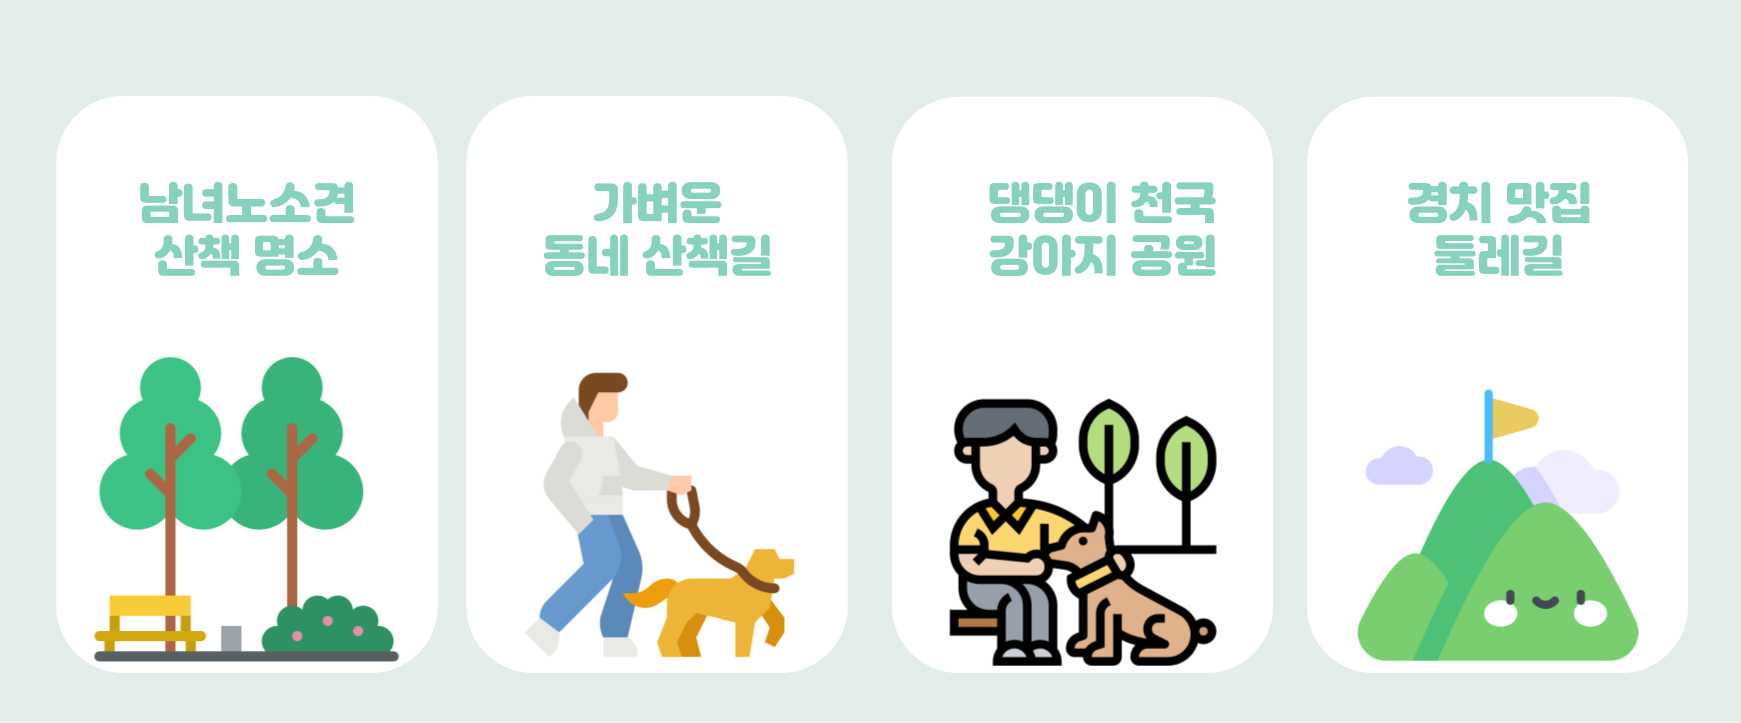 남녀노소견
산책 명소
가벼운
동네 산책길
댕댕이 천국
강아지 공원
경치 맛집
둘레길